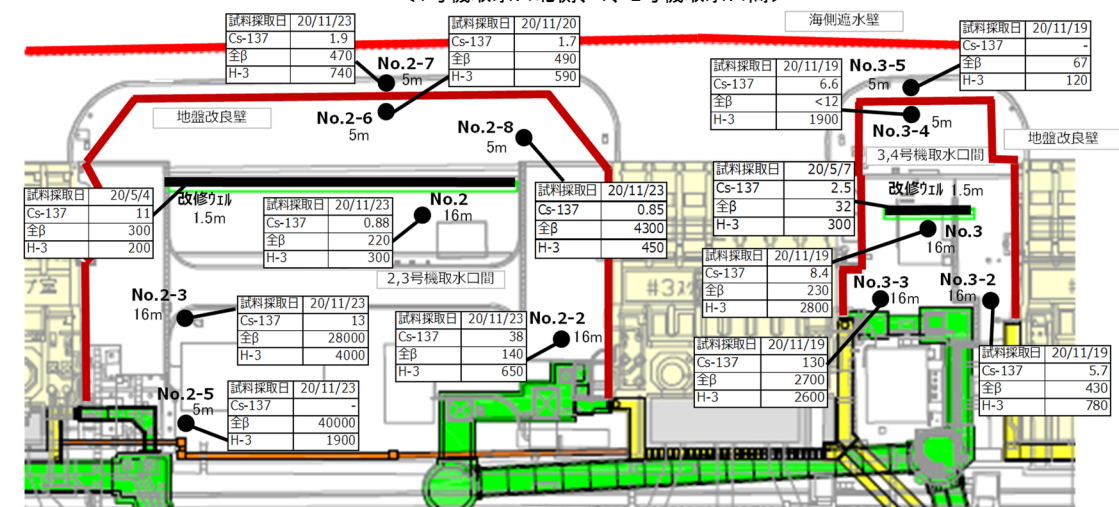 海側遮水壁
試料採取日 20/11/23
Cs-137 1.9
全β 470
H-3 740
試料採取日 20/11/20
Cs-137 1.7
全β 490
H-3 590
試料採取日 20/11/19
Cs-137 -
全β 67
H-3 120
No.2-7
5m
No.3-5
5m
試料採取日 20/11/19
Cs-137 6.6
全β <12
H-3 1900
地盤改良壁
No.2-6
5m
No.2-8
5m
5m
No.3-4
地盤改良壁
3,4号機取水口間
試料採取日 20/5/7
Cs-137 2.5
全β 32
H-3 300
改修ウェル 1.5m
試料採取日 20/5/4
Cs-137 11
全β 300
H-3 200
改修ウェル
1.5m
試料採取日 20/11/23
Cs-137 0.88
全β 220
H-3 300
No.2
16m
試料採取日 20/11/23
Cs-137 0.85
全β 4300
H-3 450
No.3
16m
2,3号機取水口間
試料採取日 20/11/19
Cs-137 8.4
全β 230
H-3 2800
No.3-3
16m
No.3-2
16m
No.2-3
16m
試料採取日 20/11/23
Cs-137 13
全β 28000
H-3 4000
試料採取日 20/11/23
Cs-137 38
全β 140
H-3 650
No.2-2
16m
試料採取日 20/11/19
Cs-137 130
全β 2700
H-3 2600
試料採取日 20/11/19
Cs-137 5.7
全β 430
H-3 780
No.2-5
5m
試料採取日 20/11/23
Cs-137 -
全β 40000
H-3 1900